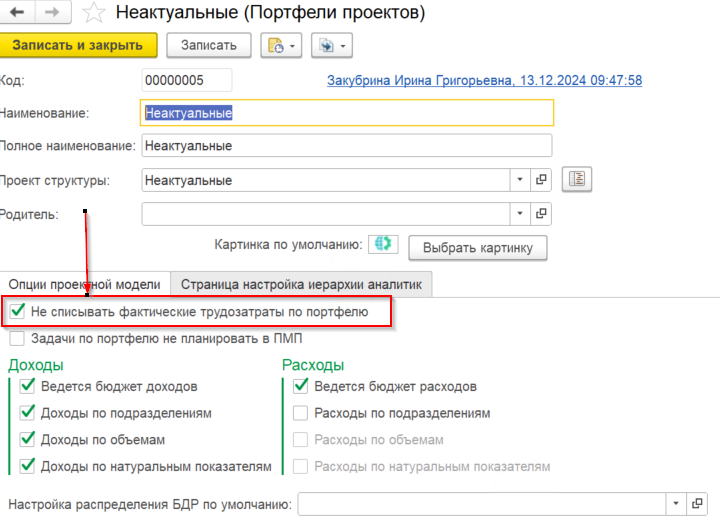 Неактуальные (Портфели проектов)
Записать и закрыть Записать
Код: 00000005 Закубрина Ирина Григорьевна, 13.12.2024 09:47:58
Наименование: Неактуальные
Полное наименование: Неактуальные
Проект структуры: Неактуальные
Родитель:
Картинка по умолчанию: Выбрать картинку
Опции проектной модели Страница настройка иерархии аналитик
Не списывать фактические трудозатраты по портфелю
Задачи по портфелю не планировать в ПМП
Доходы Расходы
Ведется бюджет доходов Ведется бюджет расходов
Доходы по подразделениям Расходы по подразделениям
Доходы по объемам Расходы по объемам
Доходы по натуральным показателям Расходы по натуральным показателям
Настройка распределения БДР по умолчанию: